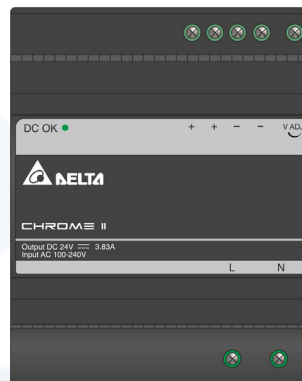 DC OK
+ + − − V ADJ
DELTA
CHROME II
Output DC 24V ⎓ 3.83A
Input AC 100-240V
L N